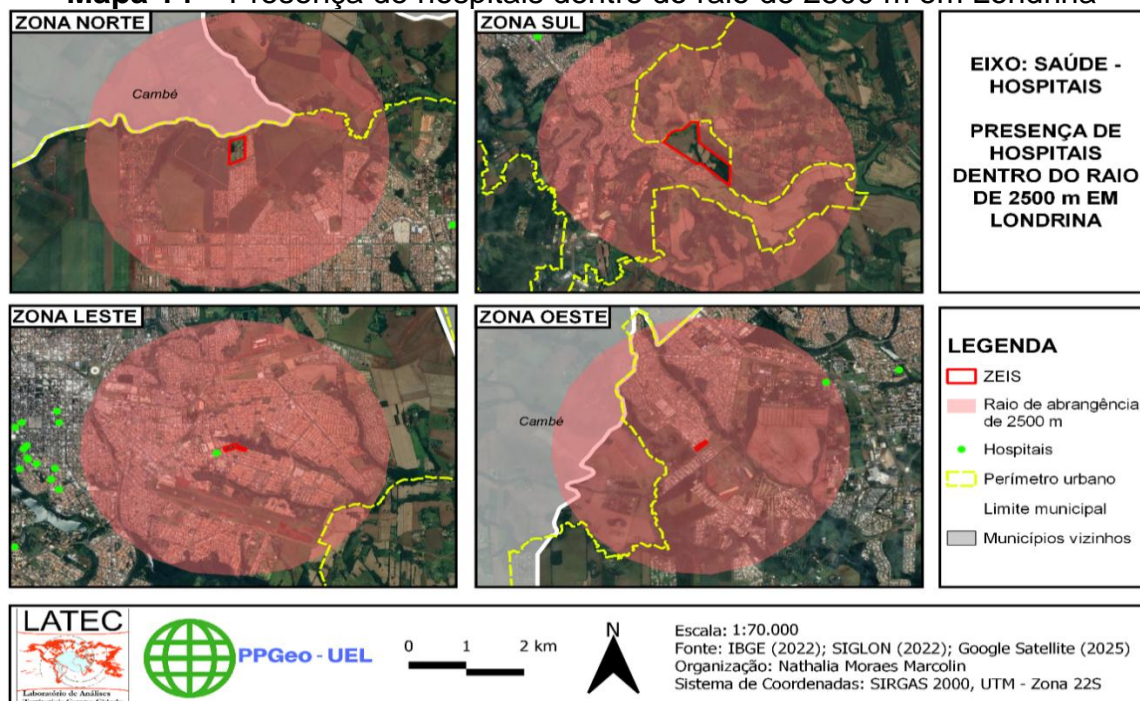 Mapa 14 - Presença de hospitais dentro do raio de 2500 m em Londrina
ZONA NORTE
Cambé
ZONA SUL
EIXO: SAÚDE -
HOSPITAIS
PRESENÇA DE
HOSPITAIS
DENTRO DO RAIO
DE 2500 m EM
LONDRINA
ZONA LESTE
ZONA OESTE
Cambé
LEGENDA
ZEIS
Raio de abrangência
de 2500 m
Hospitais
Perímetro urbano
Limite municipal
Municípios vizinhos
LATEC
Laboratório de Análises
PPGeo - UEL
0 1 2 km
N
Escala: 1:70.000
Fonte: IBGE (2022); SIGLON (2022); Google Satellite (2025)
Organização: Nathalia Moraes Marcolin
Sistema de Coordenadas: SIRGAS 2000, UTM - Zona 22S